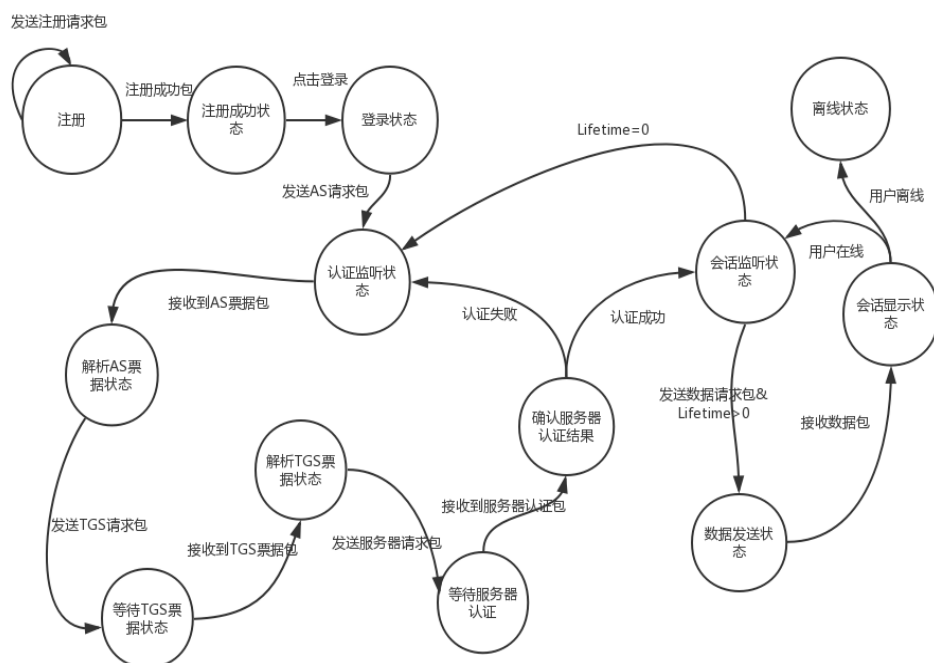 发送注册请求包
注册
注册成功包
注册成功状
态
点击登录
登录状态
离线状态
Lifetime=0
发送AS请求包
用户离线
认证监听状
态
会话监听状
态
用户在线
接收到AS票据包
认证失败
认证成功
会话显示状
态
解析AS票
据状态
发送数据请求包&
Lifetime>0
接收数据包
确认服务器
认证结果
解析TGS票
据状态
发送TGS请求包
接收到TGS票据包
发送服务器请求包
接收到服务器认证包
数据发送状
态
等待TGS票
据状态
等待服务器
认证